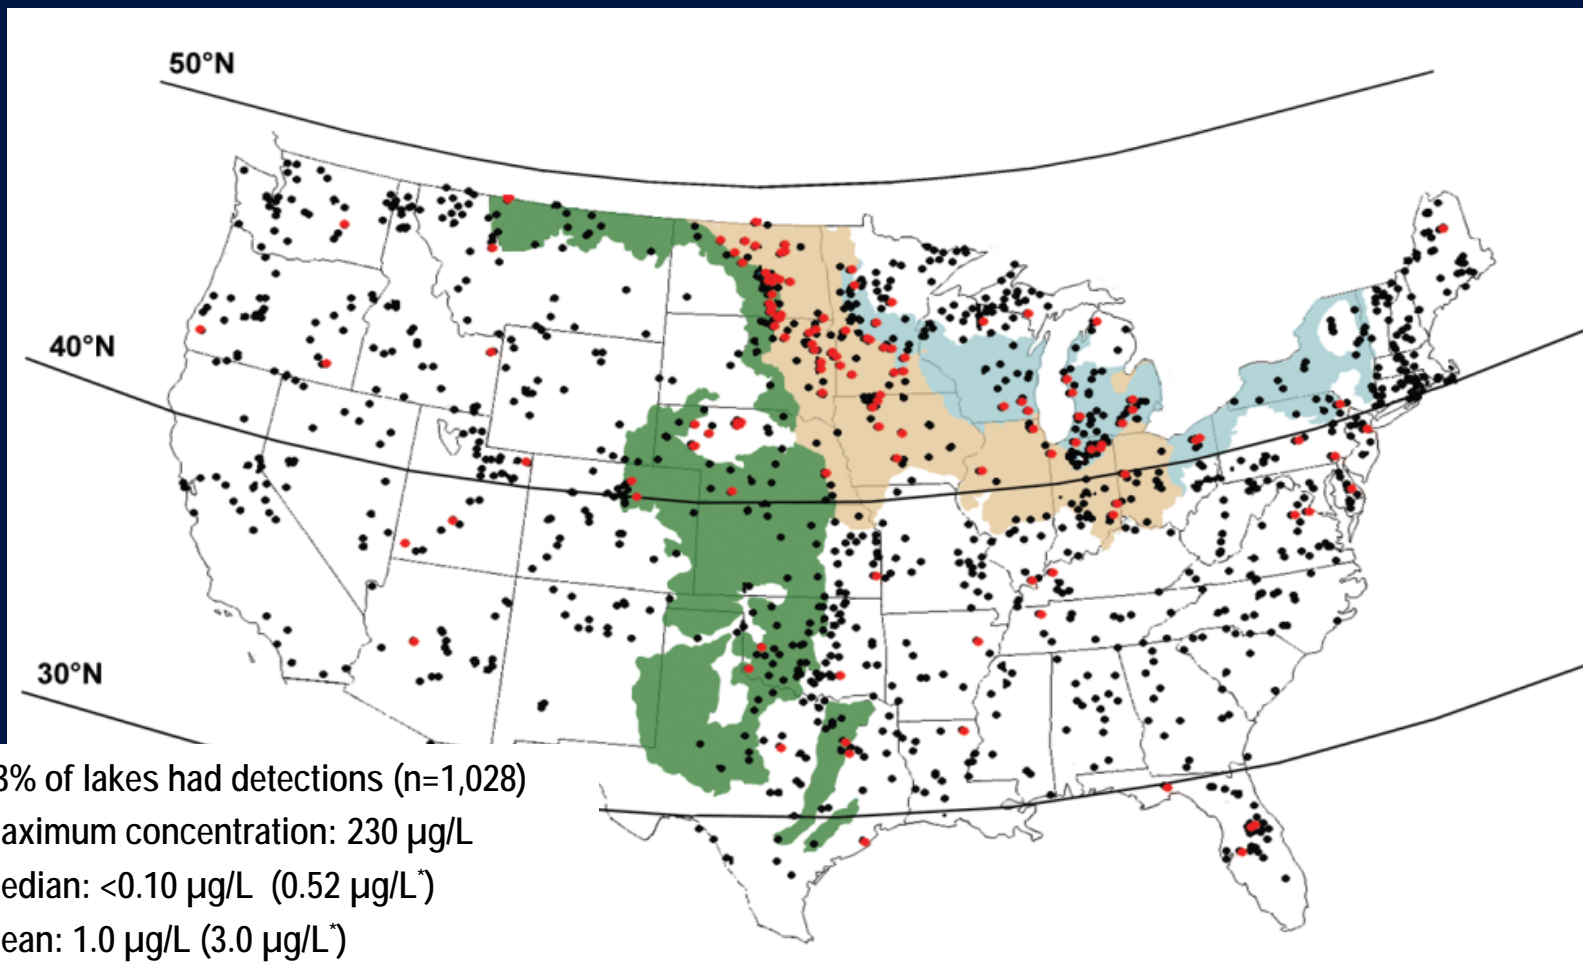 50°N
40°N
30°N
3% of lakes had detections (n=1,028)
aximum concentration: 230 µg/L
edian: <0.10 µg/L (0.52 µg/L*)
ean: 1.0 µg/L (3.0 µg/L*)